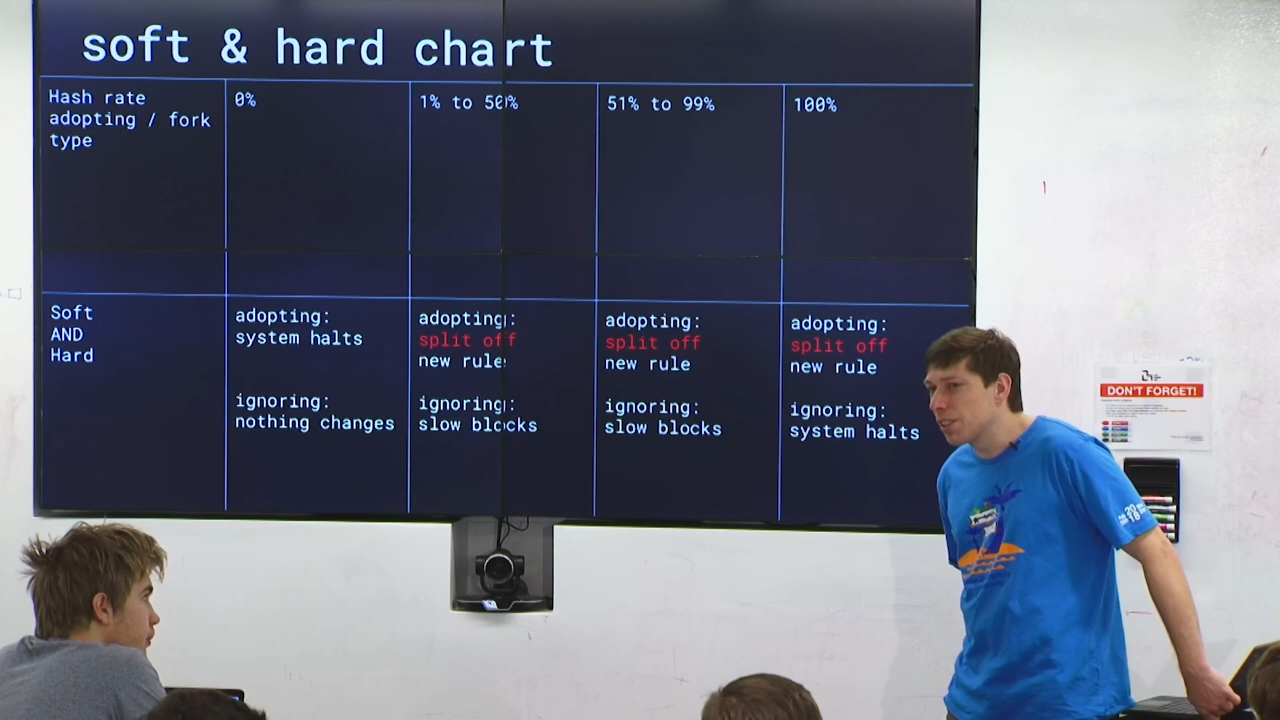 soft & hard chart
Hash rate
adopting / fork
type
0%
1% to 50%
51% to 99%
100%
Soft
AND
Hard
adopting:
system halts
ignoring:
nothing changes
adopting:
split off
new rule
ignoring:
slow blocks
adopting:
split off
new rule
ignoring:
slow blocks
adopting:
split off
new rule
ignoring:
system halts
DON'T FORGET!